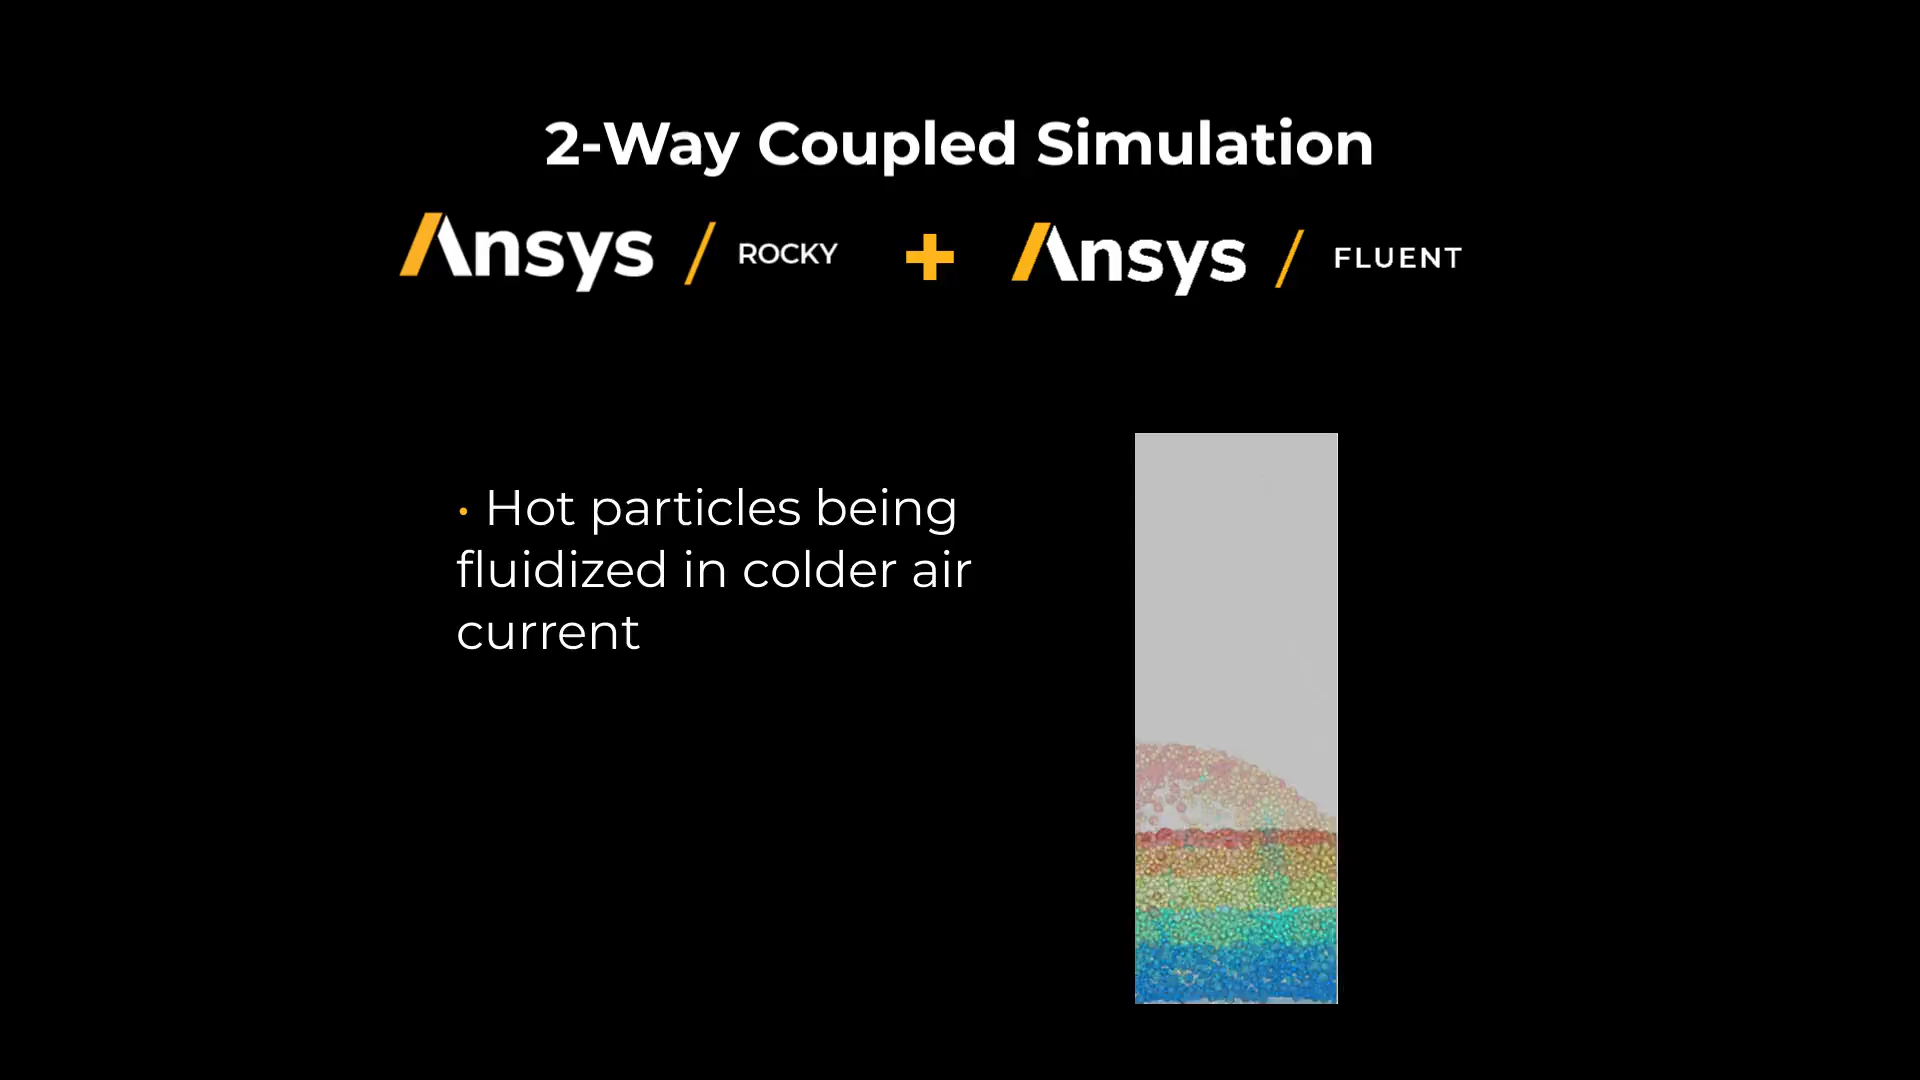 2-Way Coupled Simulation
Ansys / ROCKY + Ansys / FLUENT
• Hot particles being
fluidized in colder air
current